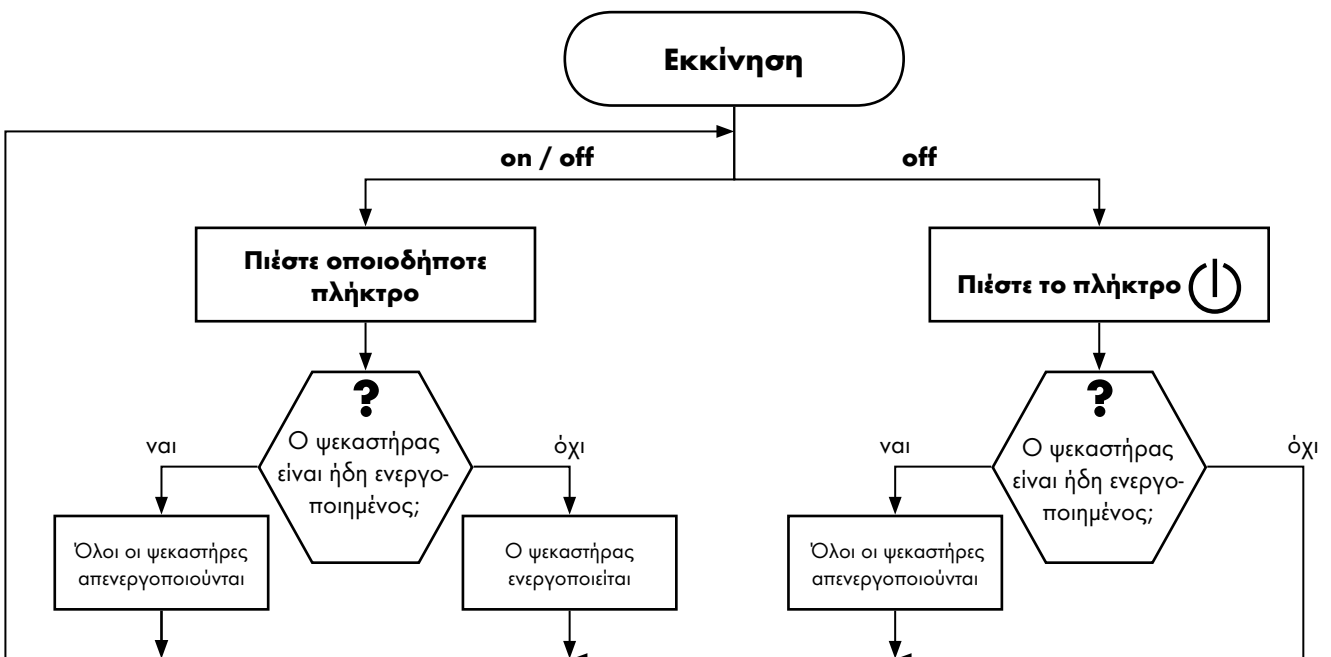 Εκκίνηση
on / off
off
Πιέστε οποιοδήποτε
πλήκτρο
Πιέστε το πλήκτρο
?
Ο ψεκαστήρας
είναι ήδη ενεργο-
ποιημένος;
ναι
όχι
Όλοι οι ψεκαστήρες
απενεργοποιούνται
Ο ψεκαστήρας
ενεργοποιείται
?
Ο ψεκαστήρας
είναι ήδη ενεργο-
ποιημένος;
ναι
όχι
Όλοι οι ψεκαστήρες
απενεργοποιούνται